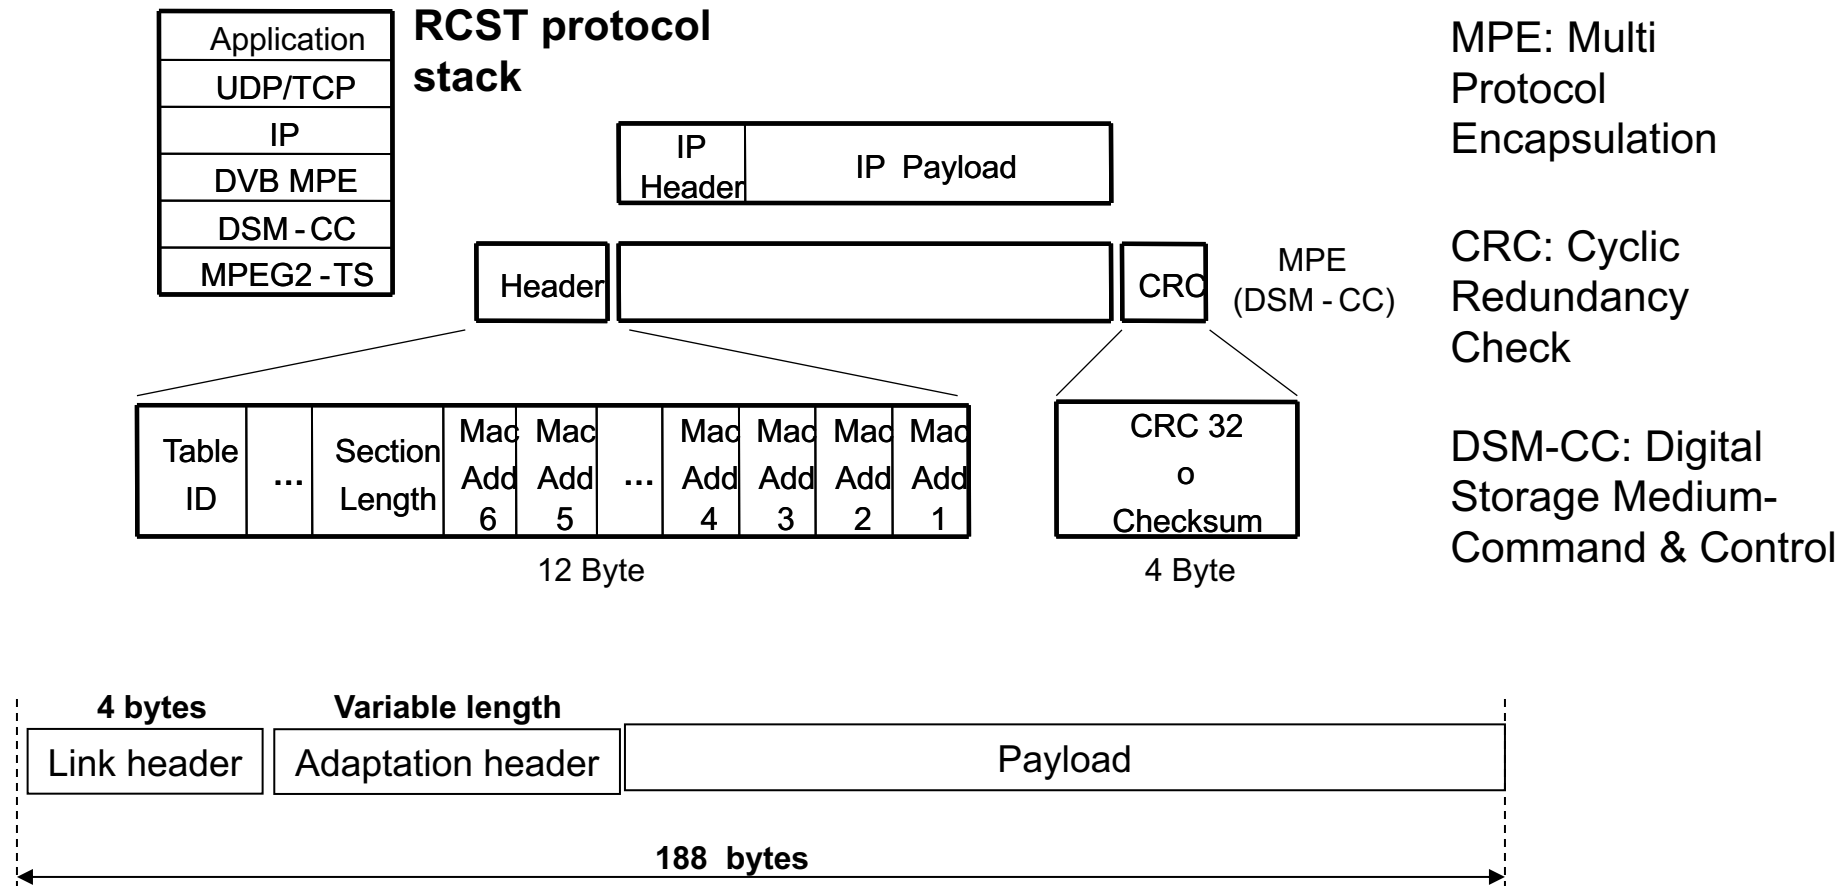 RCST protocol
stack
Application
UDP/TCP
IP
DVB MPE
DSM - CC
MPEG2 - TS
IP
Header
IP Payload
Header
CRC
MPE
(DSM - CC)
Table
ID
...
Section
Length
Mac
Add
6
Mac
Add
5
...
Mac
Add
4
Mac
Add
3
Mac
Add
2
Mac
Add
1
12 Byte
CRC 32
o
Checksum
4 Byte
MPE: Multi
Protocol
Encapsulation
CRC: Cyclic
Redundancy
Check
DSM-CC: Digital
Storage Medium-
Command & Control
4 bytes
Variable length
Link header
Adaptation header
Payload
188 bytes